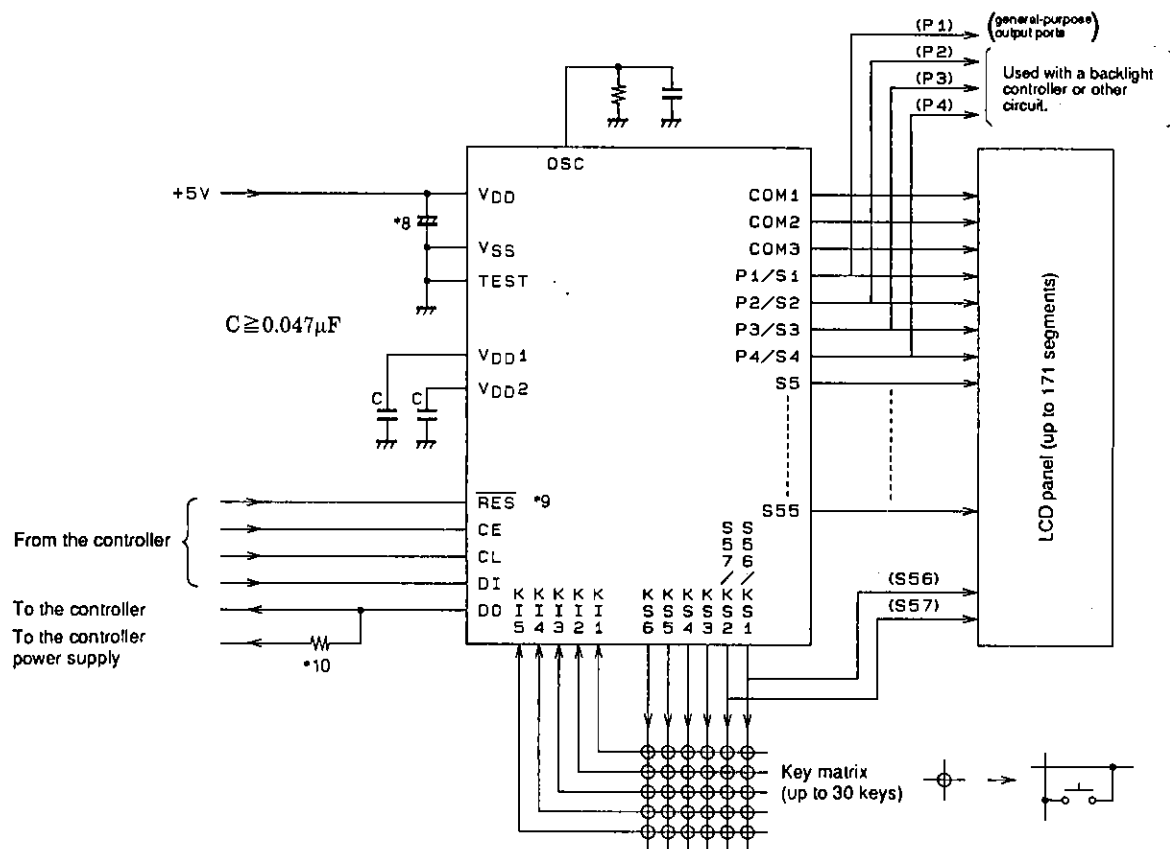 (P1)
(general-purpose
output ports)
(P2)
(P3)
(P4)
Used with a backlight
controller or other
circuit.
OSC
+5V
VDD
*8
VSS
TEST
C≧0.047μF
VDD1
VDD2
C
C
COM1
COM2
COM3
P1/S1
P2/S2
P3/S3
P4/S4
S5
S55
LCD panel (up to 171 segments)
RES *9
CE
CL
DI
DO
From the controller
To the controller
To the controller
power supply
*10
KI5
KI4
KI3
KI2
KI1
KS6
KS5
KS4
KS3
S57/KS2
S56/KS1
(S56)
(S57)
Key matrix
(up to 30 keys)